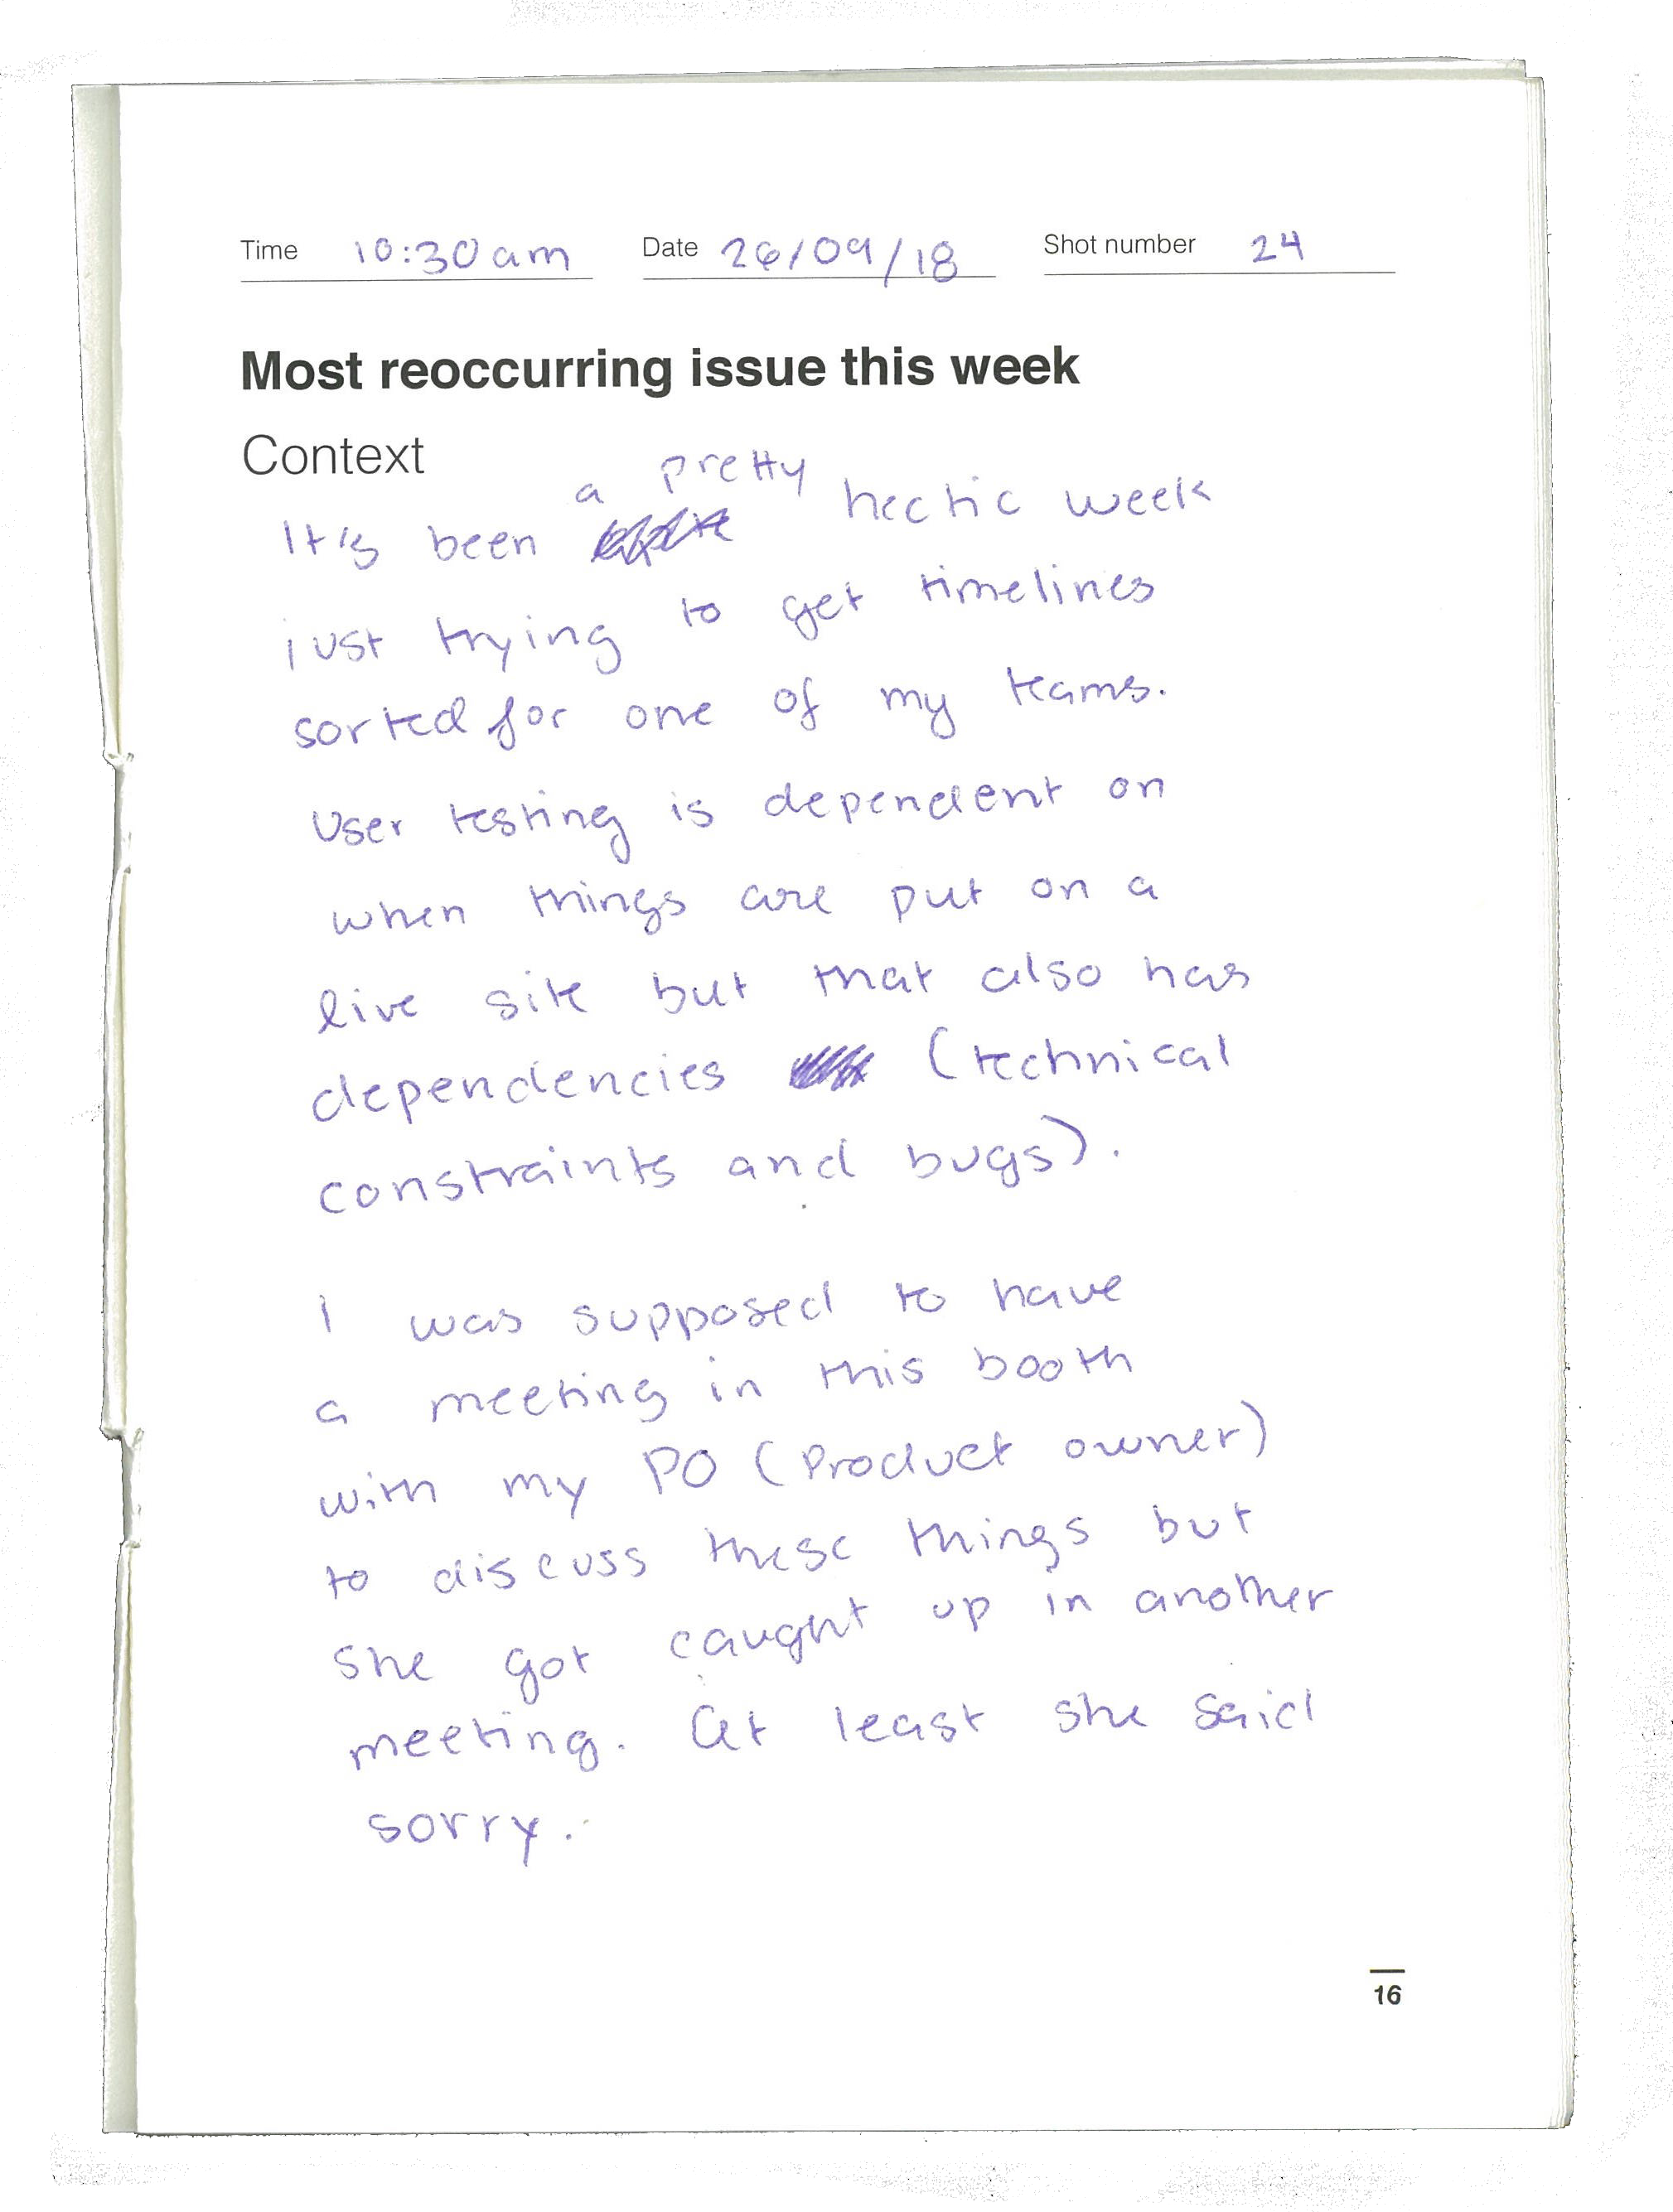 Time 10:30am Date 26/09/18 Shot number 24
Most reoccurring issue this week
Context
It's been a pretty hectic week
just trying to get timelines
sorted for one of my teams.
User testing is dependent on
when things are put on a
live site but that also has
dependencies (technical
constraints and bugs).
I was supposed to have
a meeting in this booth
with my PO (Product owner)
to discuss these things but
she got caught up in another
meeting. At least she said
sorry.
16